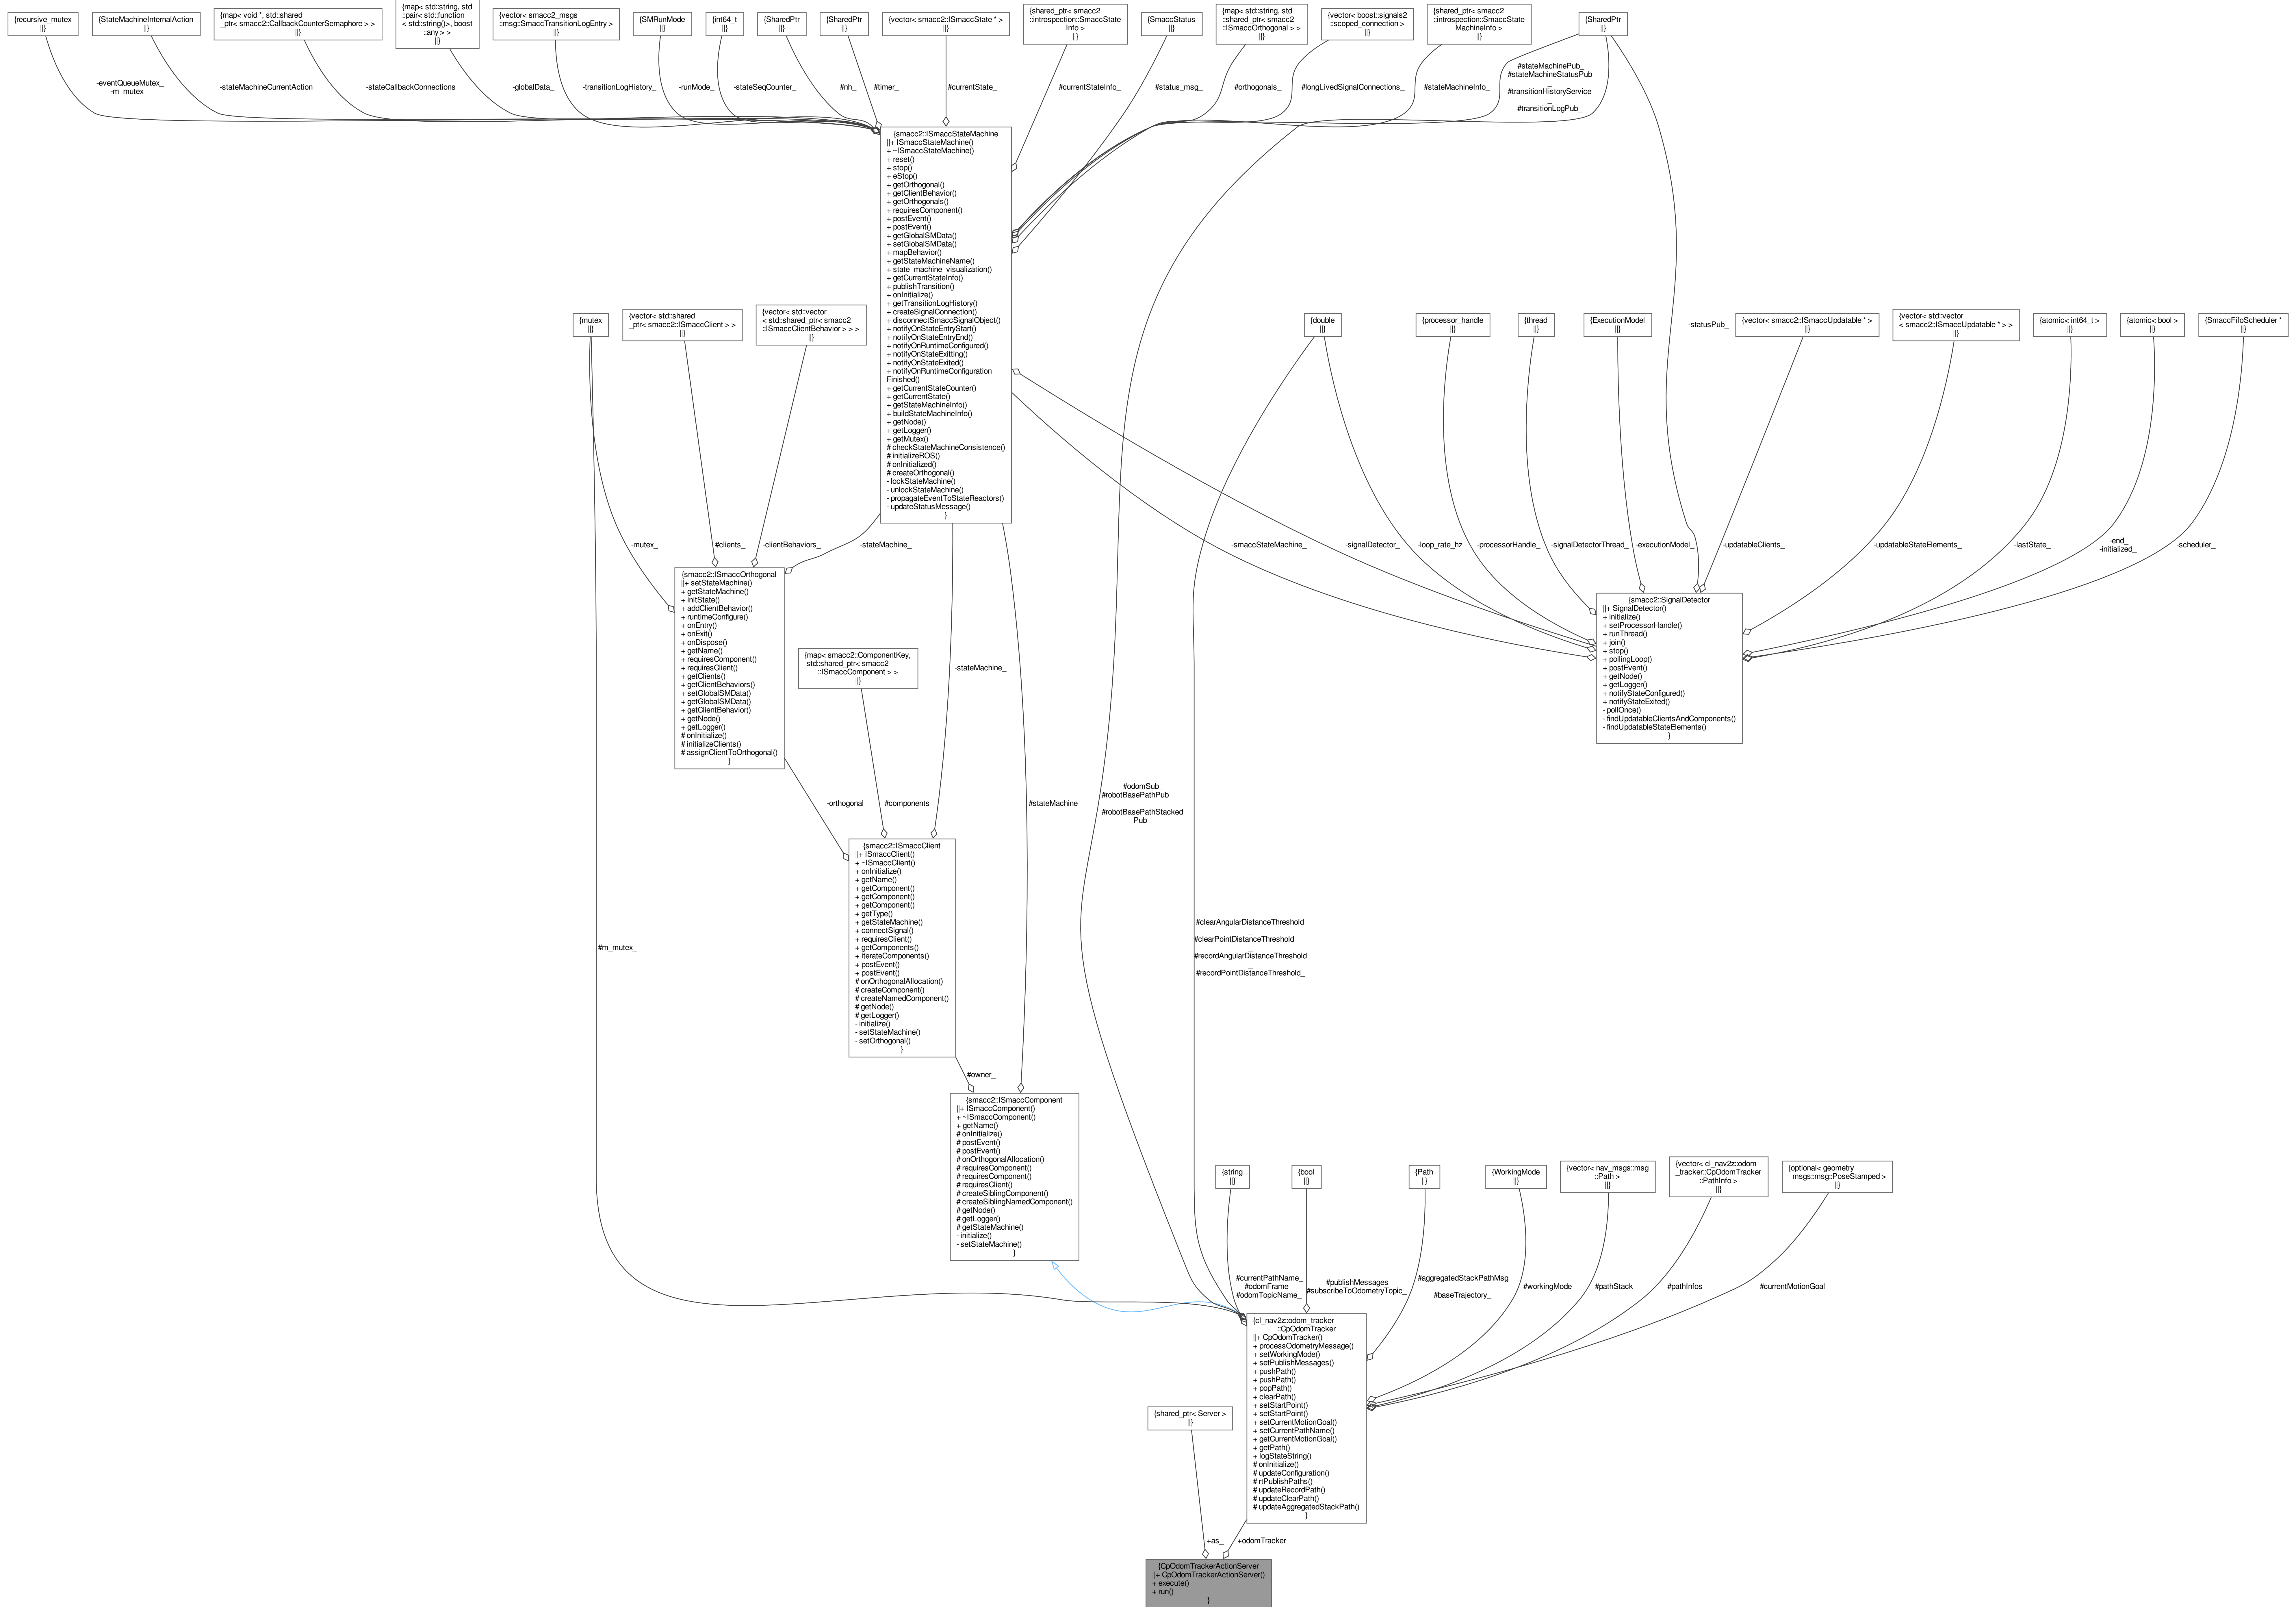 {recursive_mutex
||}
{StateMachineInternalAction
||}
{map< void *, std::shared
_ptr< smacc2::CallbackCounterSemaphore > >
||}
{map< std::string, std
::pair< std::function
< std::string()>, boost
::any > >
||}
{vector< smacc2_msgs
::msg::SmaccTransitionLogEntry >
||}
{SMRunMode
||}
{int64_t
||}
{SharedPtr
||}
{SharedPtr
||}
{vector< smacc2::ISmaccState * >
||}
{shared_ptr< smacc2
::introspection::SmaccState
Info >
||}
{SmaccStatus
||}
{map< std::string, std
::shared_ptr< smacc2
::ISmaccOrthogonal > >
||}
{vector< boost::signals2
::scoped_connection >
||}
{shared_ptr< smacc2
::introspection::SmaccState
MachineInfo >
||}
{SharedPtr
||}
-eventQueueMutex_
-m_mutex_
-stateMachineCurrentAction
-stateCallbackConnections
-globalData_
-transitionLogHistory_
-runMode_
-stateSeqCounter_
#nh_
#timer_
#currentState_
#currentStateInfo_
#status_msg_
#orthogonals_
#longLivedSignalConnections_
#stateMachineInfo_
#stateMachinePub_
#stateMachineStatusPub
_
#transitionHistoryService
_
#transitionLogPub_
{smacc2::ISmaccStateMachine
||+ ISmaccStateMachine()
+ ~ISmaccStateMachine()
+ reset()
+ stop()
+ eStop()
+ getOrthogonal()
+ getClientBehavior()
+ getOrthogonals()
+ requiresComponent()
+ postEvent()
+ postEvent()
+ getGlobalSMData()
+ setGlobalSMData()
+ mapBehavior()
+ getStateMachineName()
+ state_machine_visualization()
+ getCurrentStateInfo()
+ publishTransition()
+ onInitialize()
+ getTransitionLogHistory()
+ createSignalConnection()
+ disconnectSmaccSignalObject()
+ notifyOnStateEntryStart()
+ notifyOnStateEntryEnd()
+ notifyOnRuntimeConfigured()
+ notifyOnStateExitting()
+ notifyOnStateExited()
+ notifyOnRuntimeConfiguration
Finished()
+ getCurrentStateCounter()
+ getCurrentState()
+ getStateMachineInfo()
+ buildStateMachineInfo()
+ getNode()
+ getLogger()
+ getMutex()
# checkStateMachineConsistence()
# initializeROS()
# onInitialized()
# createOrthogonal()
- lockStateMachine()
- unlockStateMachine()
- propagateEventToStateReactors()
- updateStatusMessage()
}
{mutex
||}
{vector< std::shared
_ptr< smacc2::ISmaccClient > >
||}
{vector< std::vector
< std::shared_ptr< smacc2
::ISmaccClientBehavior > > >
||}
{double
||}
{processor_handle
||}
{thread
||}
{ExecutionModel
||}
-statusPub_
{vector< smacc2::ISmaccUpdatable * >
||}
{vector< std::vector
< smacc2::ISmaccUpdatable * > >
||}
{atomic< int64_t >
||}
{atomic< bool >
||}
{SmaccFifoScheduler *
||}
-mutex_
#clients_
-clientBehaviors_
-stateMachine_
-smaccStateMachine_
-signalDetector_
-loop_rate_hz
-processorHandle_
-signalDetectorThread_
-executionModel_
-updatableClients_
-updatableStateElements_
-lastState_
-end_
-initialized_
-scheduler_
{smacc2::ISmaccOrthogonal
||+ setStateMachine()
+ getStateMachine()
+ initState()
+ addClientBehavior()
+ runtimeConfigure()
+ onEntry()
+ onExit()
+ onDispose()
+ getName()
+ requiresComponent()
+ requiresClient()
+ getClients()
+ getClientBehaviors()
+ setGlobalSMData()
+ getGlobalSMData()
+ getClientBehavior()
+ getNode()
+ getLogger()
# onInitialize()
# initializeClients()
# assignClientToOrthogonal()
}
{smacc2::SignalDetector
||+ SignalDetector()
+ initialize()
+ setProcessorHandle()
+ runThread()
+ join()
+ stop()
+ pollingLoop()
+ postEvent()
+ getNode()
+ getLogger()
+ notifyStateConfigured()
+ notifyStateExited()
- pollOnce()
- findUpdatableClientsAndComponents()
- findUpdatableStateElements()
}
{map< smacc2::ComponentKey,
std::shared_ptr< smacc2
::ISmaccComponent > >
||}
-stateMachine_
-orthogonal_
#components_
#stateMachine_
#odomSub_
#robotBasePathPub
_
#robotBasePathStacked
Pub_
{smacc2::ISmaccClient
||+ ISmaccClient()
+ ~ISmaccClient()
+ onInitialize()
+ getName()
+ getComponent()
+ getComponent()
+ getComponent()
+ getType()
+ getStateMachine()
+ connectSignal()
+ requiresClient()
+ getComponents()
+ iterateComponents()
+ postEvent()
+ postEvent()
# onOrthogonalAllocation()
# createComponent()
# createNamedComponent()
# getNode()
# getLogger()
- initialize()
- setStateMachine()
- setOrthogonal()
}
#m_mutex_
#clearAngularDistanceThreshold
_
#clearPointDistanceThreshold
_
#recordAngularDistanceThreshold
_
#recordPointDistanceThreshold_
#owner_
{smacc2::ISmaccComponent
||+ ISmaccComponent()
+ ~ISmaccComponent()
+ getName()
# onInitialize()
# postEvent()
# postEvent()
# onOrthogonalAllocation()
# requiresComponent()
# requiresComponent()
# requiresClient()
# createSiblingComponent()
# createSiblingNamedComponent()
# getNode()
# getLogger()
# getStateMachine()
- initialize()
- setStateMachine()
}
{string
||}
{bool
||}
{Path
||}
{WorkingMode
||}
{vector< nav_msgs::msg
::Path >
||}
{vector< cl_nav2z::odom
_tracker::CpOdomTracker
::PathInfo >
||}
{optional< geometry
_msgs::msg::PoseStamped >
||}
#currentPathName_
#odomFrame_
#odomTopicName_
#publishMessages
#subscribeToOdometryTopic_
#aggregatedStackPathMsg
_
#baseTrajectory_
#workingMode_
#pathStack_
#pathInfos_
#currentMotionGoal_
{cl_nav2z::odom_tracker
::CpOdomTracker
||+ CpOdomTracker()
+ processOdometryMessage()
+ setWorkingMode()
+ setPublishMessages()
+ pushPath()
+ pushPath()
+ popPath()
+ clearPath()
+ setStartPoint()
+ setStartPoint()
+ setCurrentMotionGoal()
+ setCurrentPathName()
+ getCurrentMotionGoal()
+ getPath()
+ logStateString()
# onInitialize()
# updateConfiguration()
# rtPublishPaths()
# updateRecordPath()
# updateClearPath()
# updateAggregatedStackPath()
}
{shared_ptr< Server >
||}
+as_
+odomTracker
{CpOdomTrackerActionServer
||+ CpOdomTrackerActionServer()
+ execute()
+ run()
}